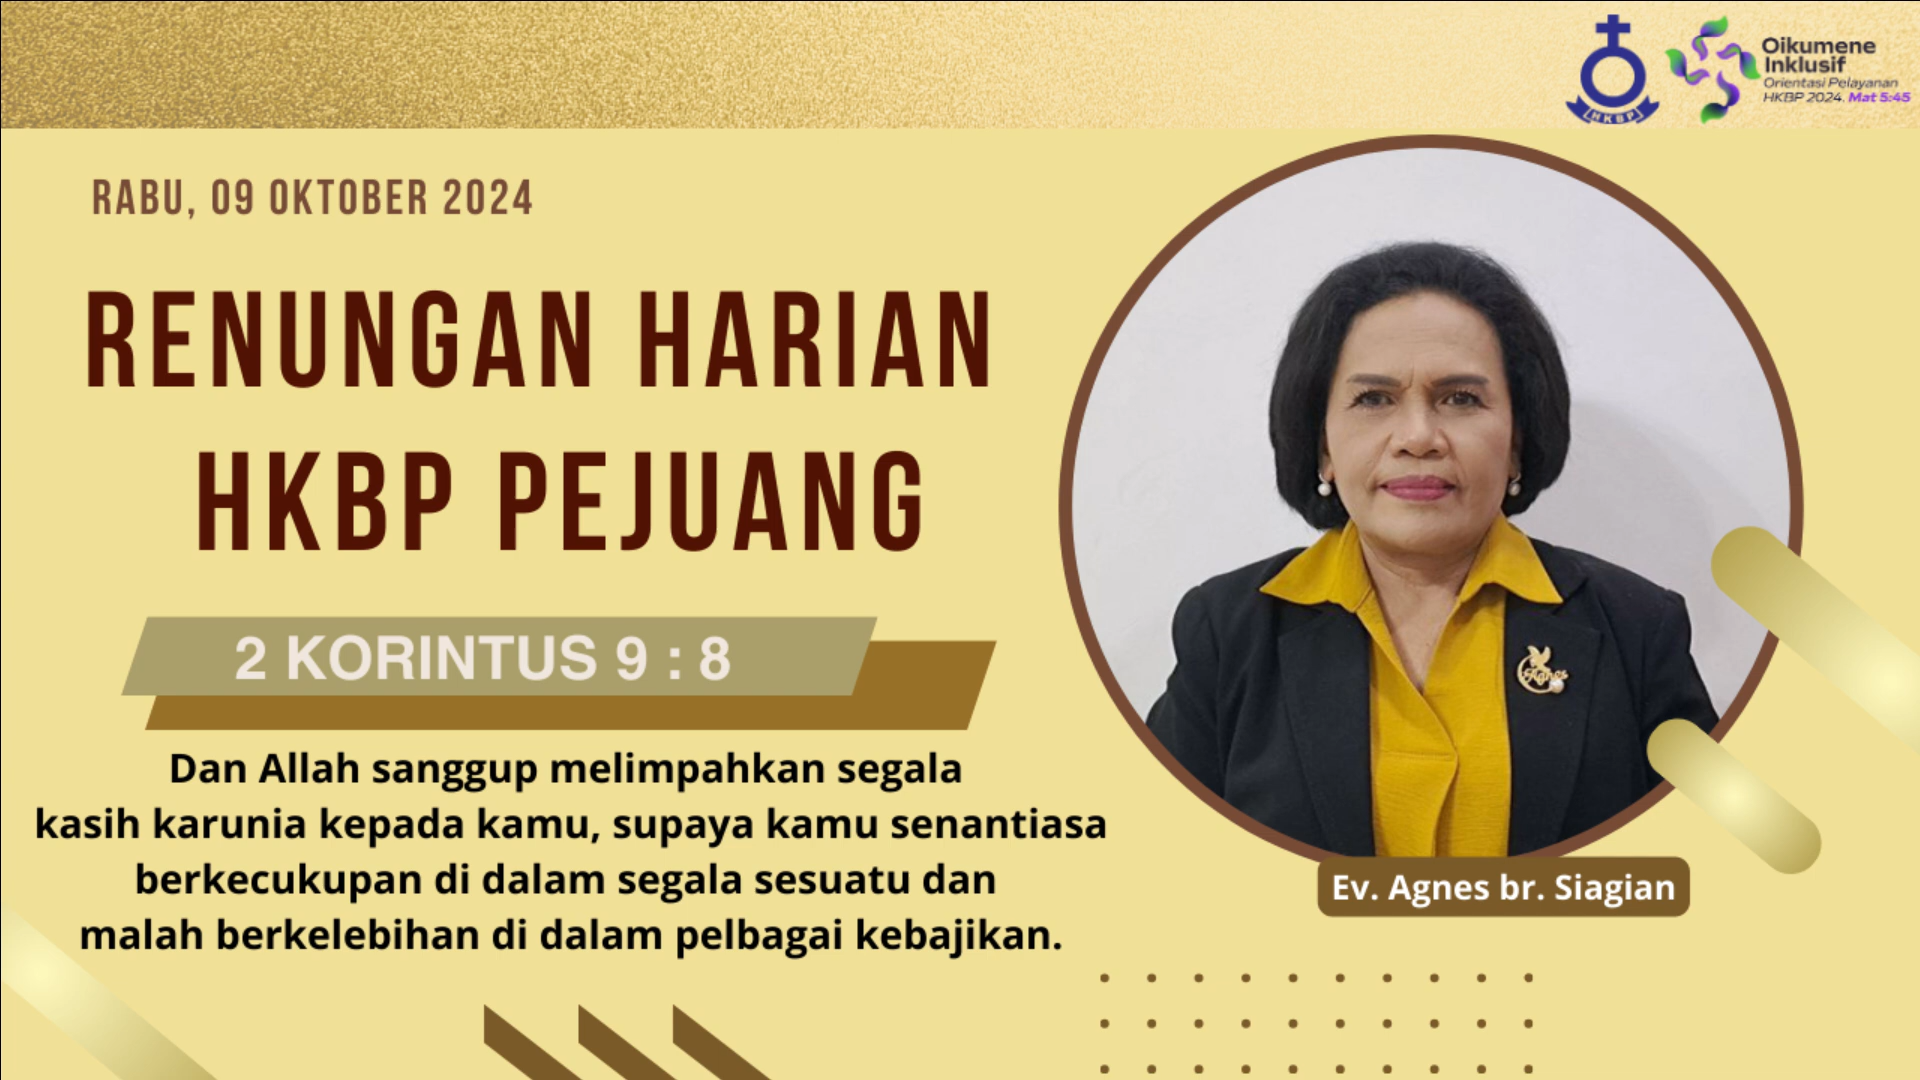 HKBP
Oikumene
Inklusif
Orientasi Pelayanan
HKBP 2024. Mat 5:45
RABU, 09 OKTOBER 2024
RENUNGAN HARIAN
HKBP PEJUANG
2 KORINTUS 9 : 8
Dan Allah sanggup melimpahkan segala
kasih karunia kepada kamu, supaya kamu senantiasa
berkecukupan di dalam segala sesuatu dan
malah berkelebihan di dalam pelbagai kebajikan.
Agnes
Ev. Agnes br. Siagian